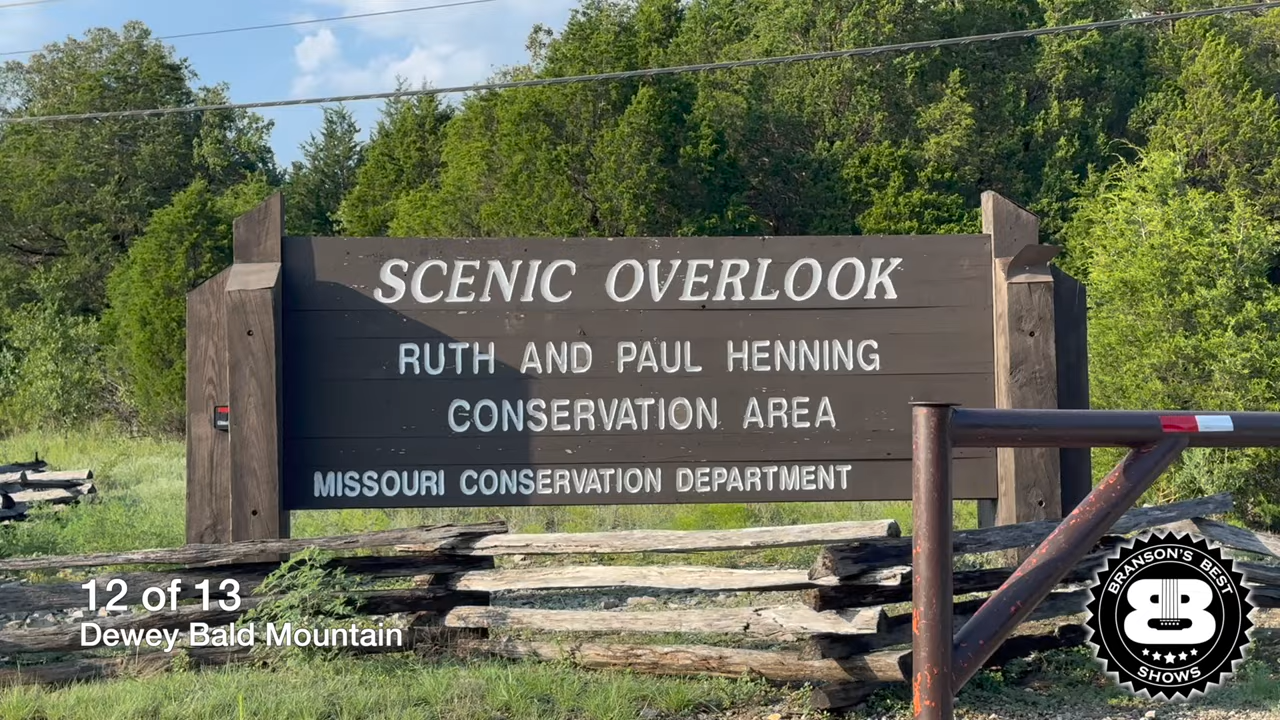 SCENIC OVERLOOK
RUTH AND PAUL HENNING
CONSERVATION AREA
MISSOURI CONSERVATION DEPARTMENT
12 of 13
Dewey Bald Mountain
BRANSON'S BEST
BB
SHOWS